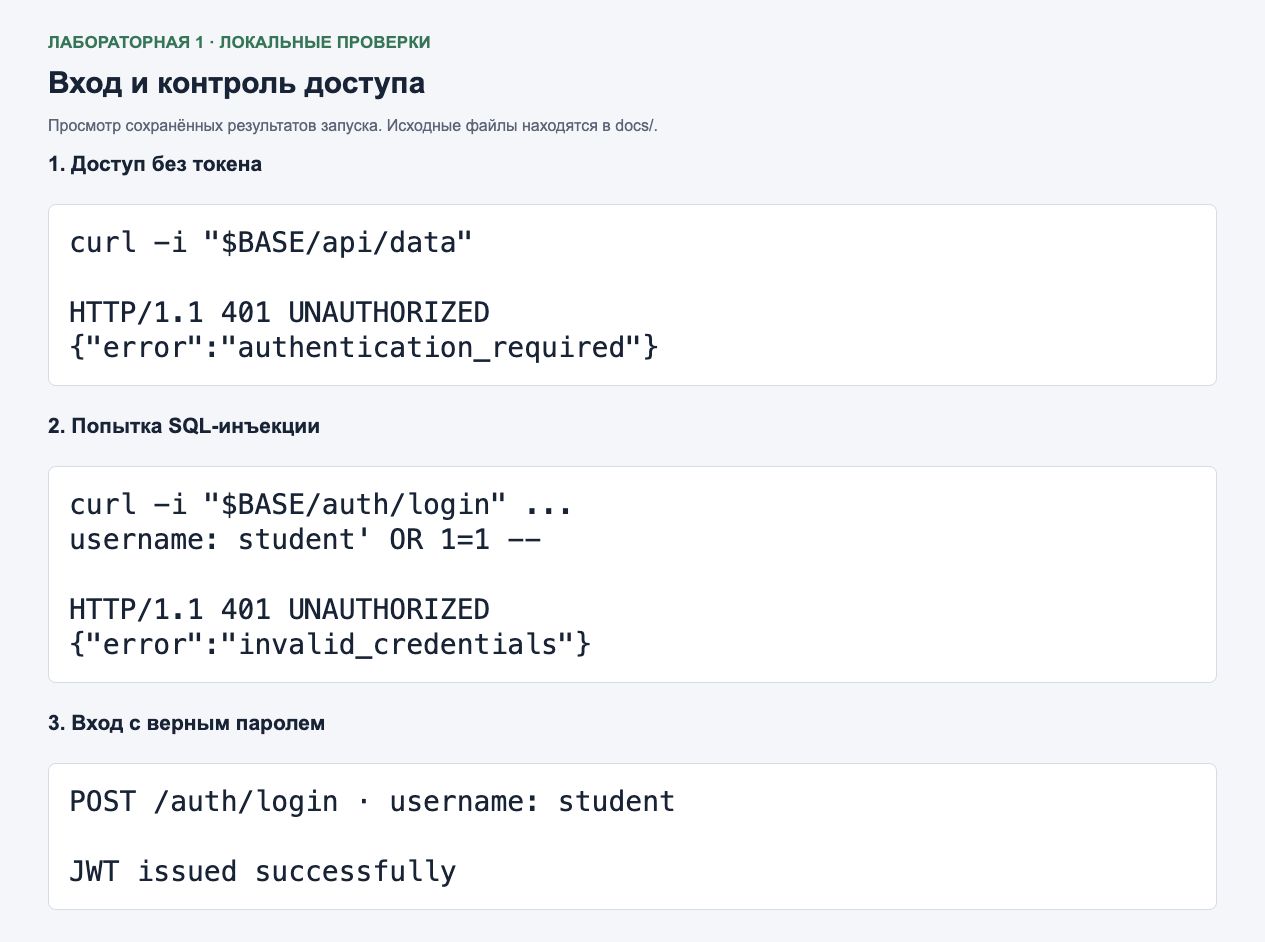 ЛАБОРАТОРНАЯ 1 · ЛОКАЛЬНЫЕ ПРОВЕРКИ
Вход и контроль доступа
Просмотр сохранённых результатов запуска. Исходные файлы находятся в docs/.
1. Доступ без токена
curl -i "$BASE/api/data"
HTTP/1.1 401 UNAUTHORIZED
{"error":"authentication_required"}
2. Попытка SQL-инъекции
curl -i "$BASE/auth/login" ...
username: student' OR 1=1 --
HTTP/1.1 401 UNAUTHORIZED
{"error":"invalid_credentials"}
3. Вход с верным паролем
POST /auth/login · username: student
JWT issued successfully